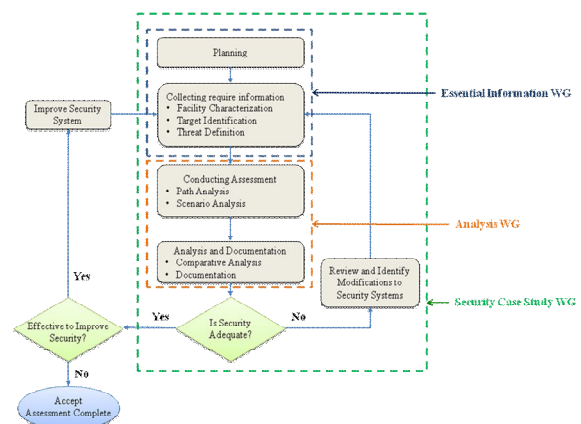 Planning
Essential Information WG
Collecting require information
• Facility Characterization
• Target Identification
• Threat Definition
Improve Security
System
Conducting Assessment
• Path Analysis
• Scenario Analysis
Analysis WG
Analysis and Documentation
• Comparative Analysis
• Documentation
Review and Identify
Modifications to
Security Systems
Security Case Study WG
Yes
Effective to Improve
Security?
Yes
Is Security
Adequate?
No
No
Accept
Assessment Complete